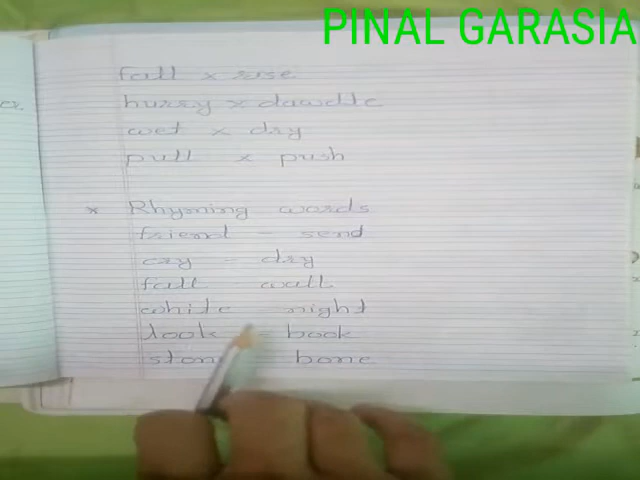 PINAL GARASIA
fall × rise
hurry × dawdle
wet × dry
pull × push
* Rhyming words
friend - send
cry - dry
fall - wall
white night
look - book
stone bone